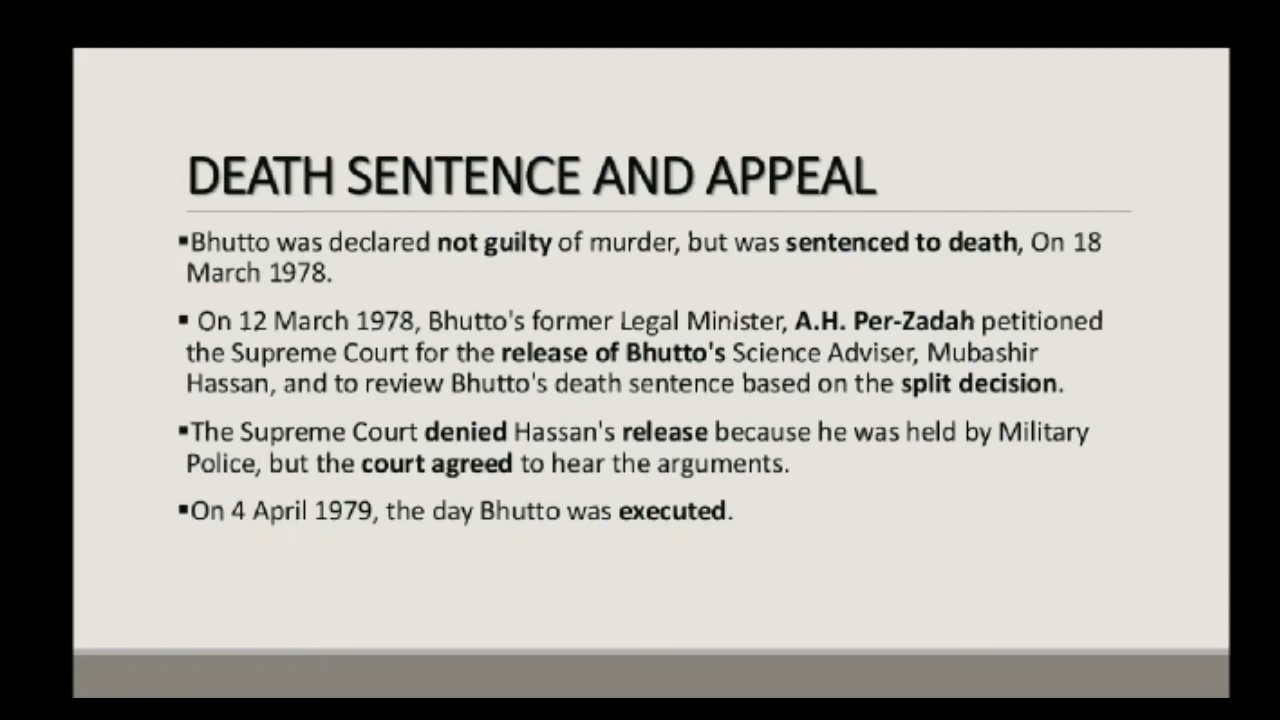 DEATH SENTENCE AND APPEAL
▪Bhutto was declared not guilty of murder, but was sentenced to death, On 18
March 1978.
▪ On 12 March 1978, Bhutto's former Legal Minister, A.H. Per-Zadah petitioned
the Supreme Court for the release of Bhutto's Science Adviser, Mubashir
Hassan, and to review Bhutto's death sentence based on the split decision.
▪The Supreme Court denied Hassan's release because he was held by Military
Police, but the court agreed to hear the arguments.
▪On 4 April 1979, the day Bhutto was executed.